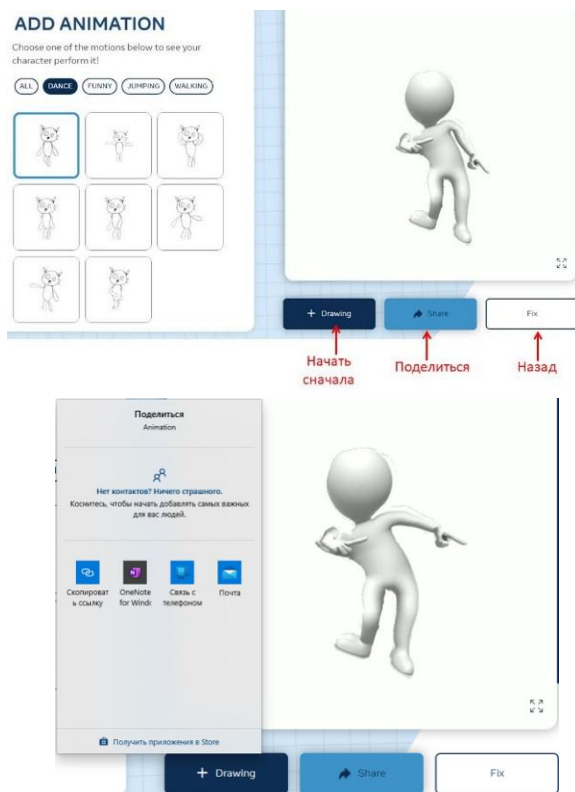 ADD ANIMATION
Choose one of the motions below to see your
character perform it!
ALL DANCE FUNNY JUMPING WALKING
+ Drawing
Share
Fix
Начать
сначала
Поделиться
Назад
Поделиться
Animation
Нет контактов? Ничего страшного.
Коснитесь, чтобы начать добавлять самых важных
для вас людей.
Скопироват
ь ссылку
OneNote
for Windo
Связь с
телефоном
Почта
Получить приложения в Store
+ Drawing
Share
Fix